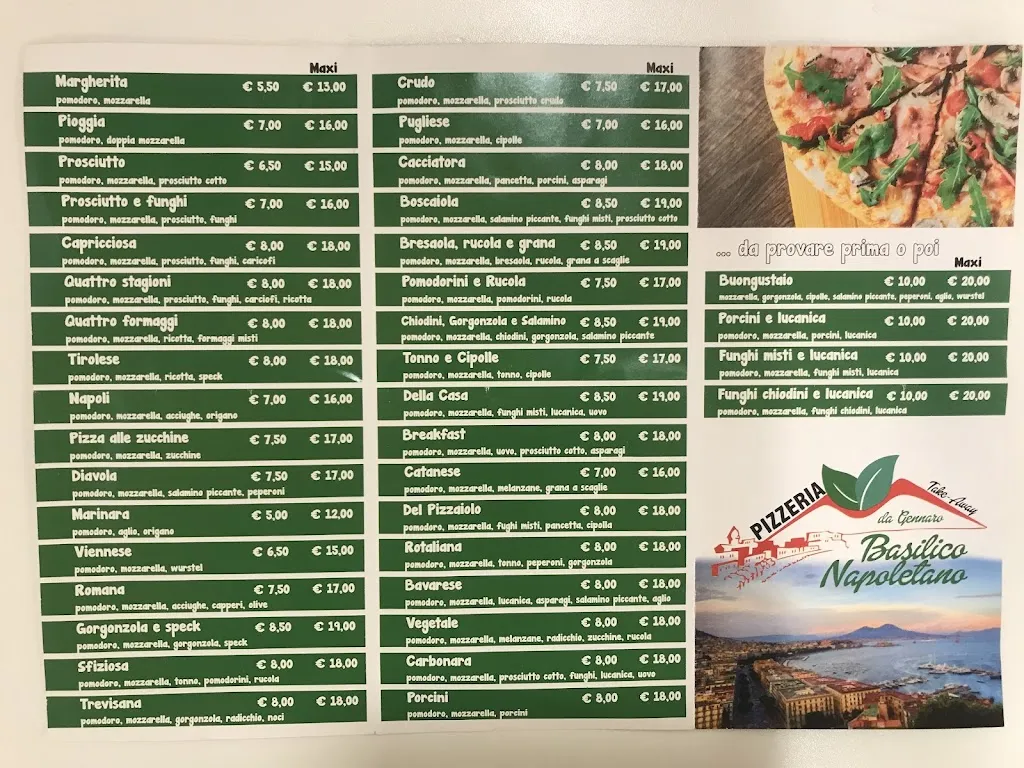 Maxi
Margherita € 5,50 € 13,00
pomodoro, mozzarella
Pioggia € 7,00 € 16,00
pomodoro, doppia mozzarella
Prosciutto € 6,50 € 15,00
pomodoro, mozzarella, prosciutto cotto
Prosciutto e funghi € 7,00 € 16,00
pomodoro, mozzarella, prosciutto, funghi
Capricciosa € 8,00 € 18,00
pomodoro, mozzarella, prosciutto, funghi, caricofi
Quattro stagioni € 8,00 € 18,00
pomodoro, mozzarella, prosciutto, funghi, carciofi, ricotta
Quattro formaggi € 8,00 € 18,00
pomodoro, mozzarella, ricotta, formaggi misti
Tirolese € 8,00 € 18,00
pomodoro, mozzarella, ricotta, speck
Napoli € 7,00 € 16,00
pomodoro, mozzarella, acciughe, origano
Pizza alle zucchine € 7,50 € 17,00
pomodoro, mozzarella, zucchine
Diavola € 7,50 € 17,00
pomodoro, mozzarella, salamino piccante, peperoni
Marinara € 5,00 € 12,00
pomodoro, aglio, origano
Viennese € 6,50 € 15,00
pomodoro, mozzarella, wurstel
Romana € 7,50 € 17,00
pomodoro, mozzarella, acciughe, capperi, olive
Gorgonzola e speck € 8,50 € 19,00
pomodoro, mozzarella, gorgonzola, speck
Sfiziosa € 8,00 € 18,00
pomodoro, mozzarella, tonno, pomodorini, rucola
Trevisana € 8,00 € 18,00
pomodoro, mozzarella, gorgonzola, radicchio, noci
Maxi
Crudo € 7,50 € 17,00
pomodoro, mozzarella, prosciutto crudo
Pugliese € 7,00 € 16,00
pomodoro, mozzarella, cipolle
Cacciatora € 8,00 € 18,00
pomodoro, mozzarella, pancetta, porcini, asparagi
Boscaiola € 8,50 € 19,00
pomodoro, mozzarella, salamino piccante, funghi misti, prosciutto cotto
Bresaola, rucola e grana € 8,50 € 19,00
pomodoro, mozzarella, bresaola, rucola, grana a scaglie
Pomodorini e Rucola € 7,50 € 17,00
pomodoro, mozzarella, pomodorini, rucola
Chiodini, Gorgonzola e Salamino € 8,50 € 19,00
pomodoro, mozzarella, chiodini, gorgonzola, salamino piccante
Tonno e Cipolle € 7,50 € 17,00
pomodoro, mozzarella, tonno, cipolle
Della Casa € 8,50 € 19,00
pomodoro, mozzarella, funghi misti, lucanica, uovo
Breakfast € 8,00 € 18,00
pomodoro, mozzarella, uovo, prosciutto cotto, asparagi
Catanese € 7,00 € 16,00
pomodoro, mozzarella, melanzane, grana a scaglie
Del Pizzaiolo € 8,00 € 18,00
pomodoro, mozzarella, fughi misti, pancetta, cipolla
Rotaliana € 8,00 € 18,00
pomodoro, mozzarella, tonno, peperoni, gorgonzola
Bavarese € 8,00 € 18,00
pomodoro, mozzarella, lucanica, asparagi, salamino piccante, aglio
Vegetale € 8,00 € 18,00
pomodoro, mozzarella, melanzane, radicchio, zucchine, rucola
Carbonara € 8,00 € 18,00
pomodoro, mozzarella, prosciutto cotto, funghi, lucanica, uovo
Porcini € 8,00 € 18,00
pomodoro, mozzarella, porcini
... da provare prima o poi
Maxi
Buongustaio € 10,00 € 20,00
mozzarella, gorgonzola, cipolle, salamino piccante, peperoni, aglio, wurstel
Porcini e lucanica € 10,00 € 20,00
pomodoro, mozzarella, porcini, lucanica
Funghi misti e lucanica € 10,00 € 20,00
pomodoro, mozzarella, funghi misti, lucanica
Funghi chiodini e lucanica € 10,00 € 20,00
pomodoro, mozzarella, funghi chiodini, lucanica
PIZZERIA
Take-Away
da Gennaro
Basilico
Napoletano